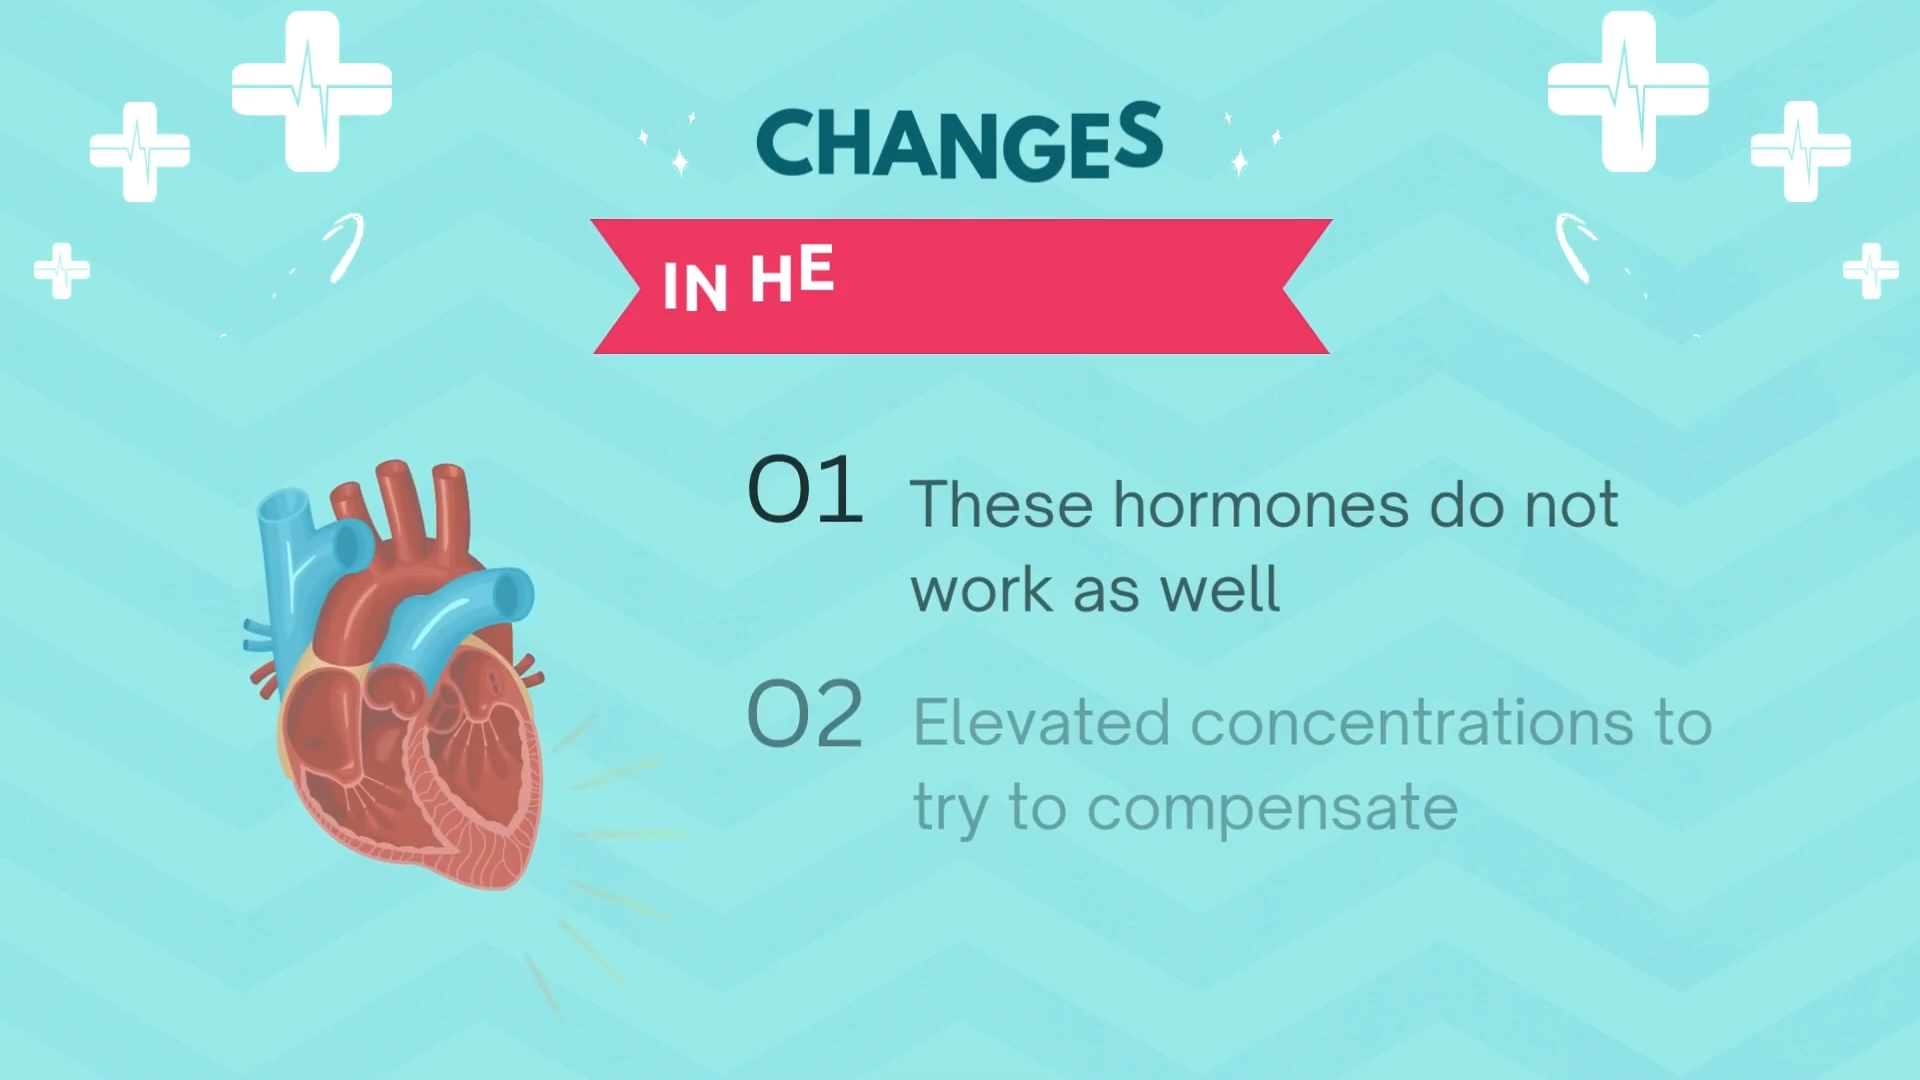 CHANGES
IN HE
01 These hormones do not
work as well
02 Elevated concentrations to
try to compensate